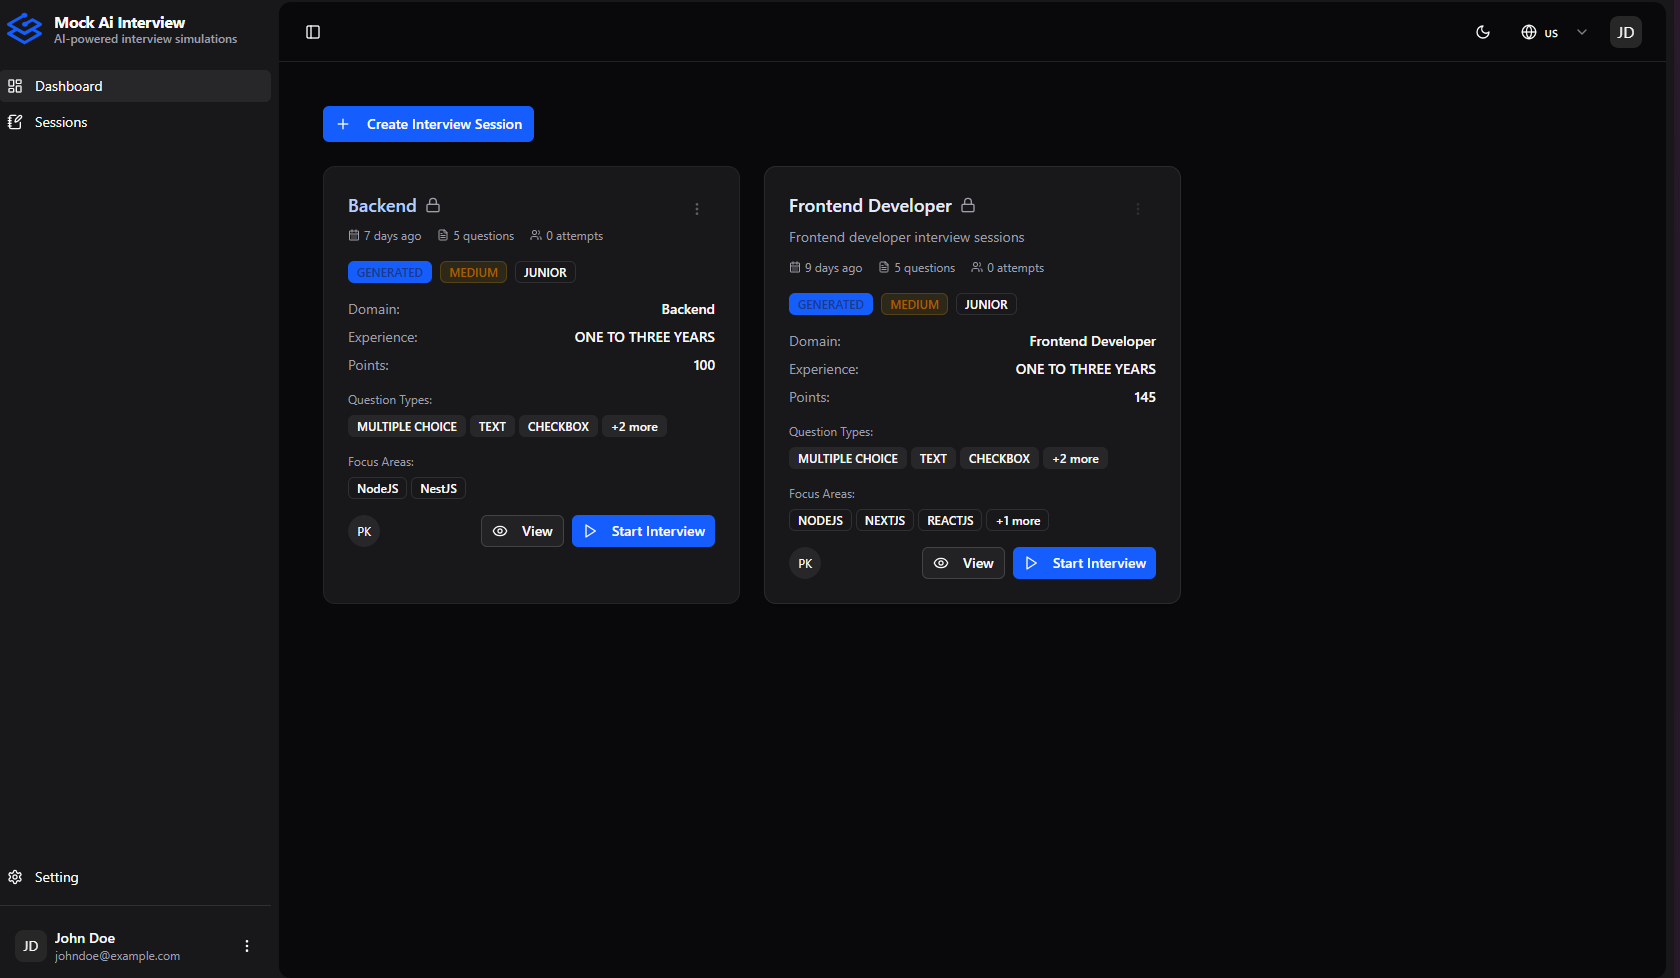 Mock Ai Interview
AI-powered interview simulations
Dashboard
Sessions
Setting
JD
John Doe
johndoe@example.com
US
JD
Create Interview Session
Backend
7 days ago 5 questions 0 attempts
GENERATED MEDIUM JUNIOR
Domain: Backend
Experience: ONE TO THREE YEARS
Points: 100
Question Types:
MULTIPLE CHOICE TEXT CHECKBOX +2 more
Focus Areas:
NodeJS NestJS
PK View Start Interview
Frontend Developer
Frontend developer interview sessions
9 days ago 5 questions 0 attempts
GENERATED MEDIUM JUNIOR
Domain: Frontend Developer
Experience: ONE TO THREE YEARS
Points: 145
Question Types:
MULTIPLE CHOICE TEXT CHECKBOX +2 more
Focus Areas:
NODEJS NEXTJS REACTJS +1 more
PK View Start Interview